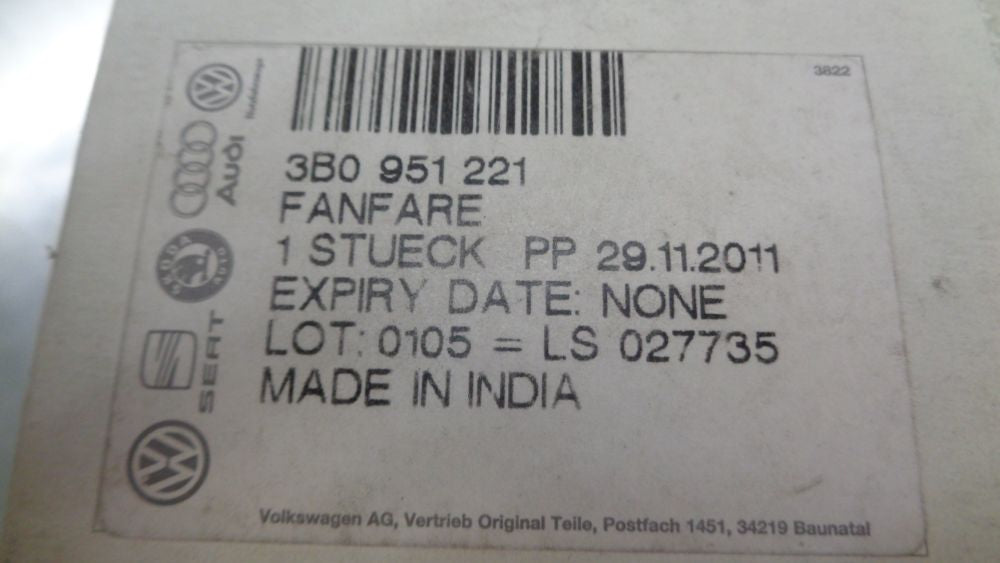 3822
3B0 951 221
FANFARE
1 STUECK PP 29.11.2011
EXPIRY DATE: NONE
LOT: 0105 = LS 027735
MADE IN INDIA
Audi
SKODA
SEAT
Volkswagen AG, Vertrieb Original Teile, Postfach 1451, 34219 Baunatal